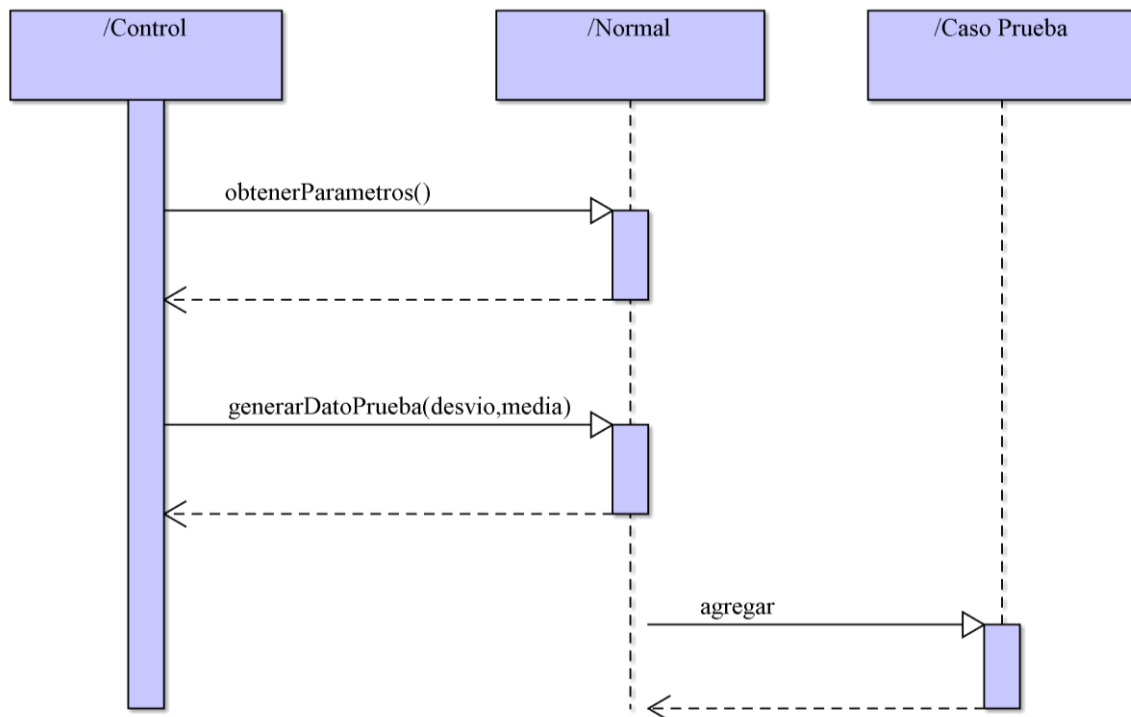 /Control
/Normal
/Caso Prueba
obtenerParametros()
generarDatoPrueba(desvio,media)
agregar